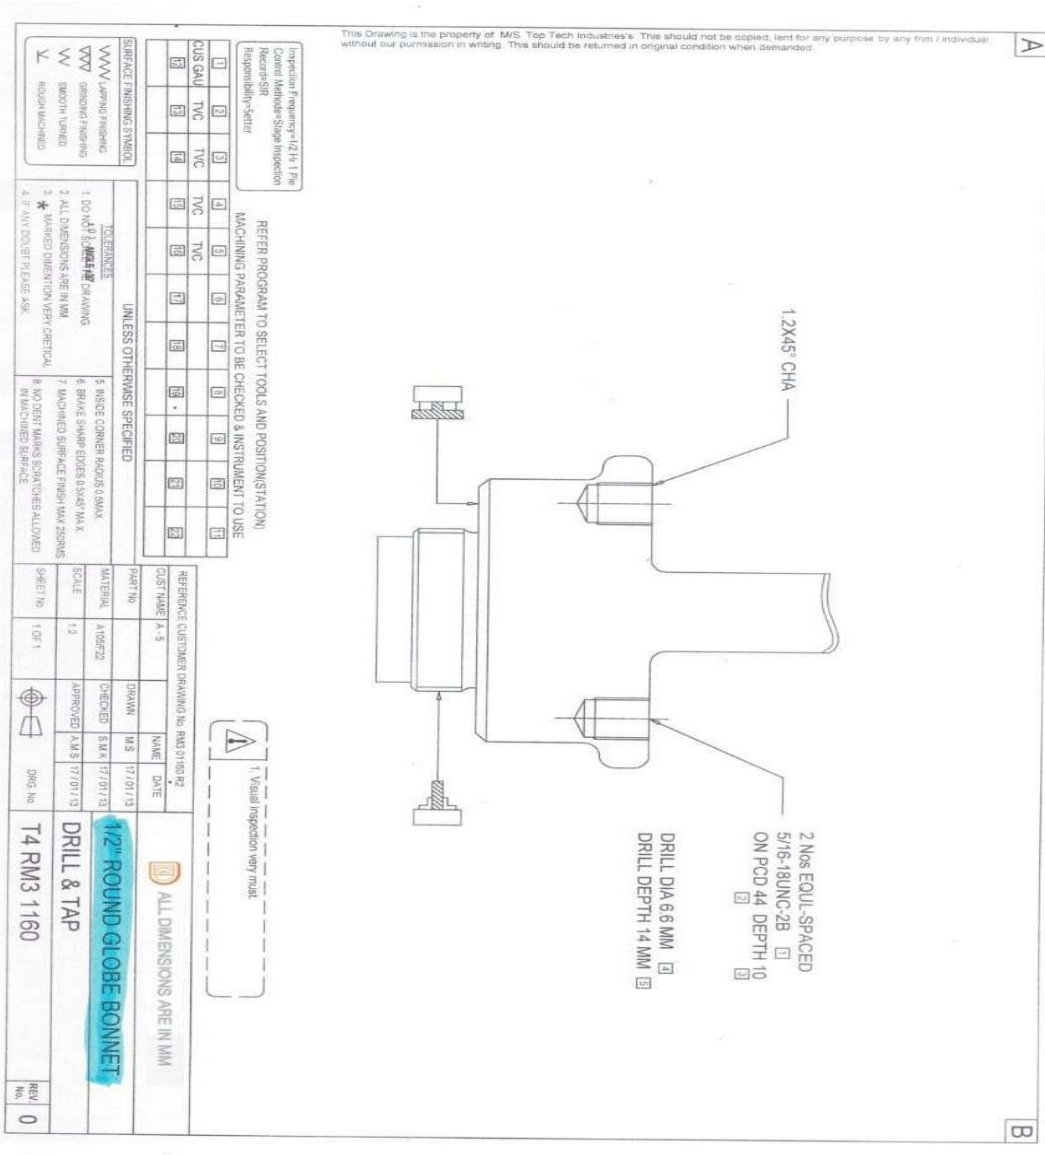 This Drawing is the property of M/S. Top Tech Industries's. This should not be copied, lent for any purpose by any frim / individual
without our purmission in writing. This should be returned in original condition when demanded.
A
B
1.2X45° CHA
2 Nos EQUL-SPACED
5/16-18UNC-2B 1
ON PCD 44 DEPTH 10
2 3
DRILL DIA 6.6 MM 4
DRILL DEPTH 14 MM 5
Inspection Frequency=1/2 Hr 1 Pie
Control Methode=Stage Inspection
Record=SIR
Responsibility=Setter
REFER PROGRAM TO SELECT TOOLS AND POSITION(STATION)
MACHINING PARAMETER TO BE CHECKED & INSTRUMENT TO USE
1 2 3 4 5 6 7 8 9 10 11
CUS GAU TVC TVC TVC TVC
12 13 14 15 16 17 18 19 20 21 22
1. Visual inspection very must.
SURFACE FINISHING SYMBOL
LAPPING FINISHING
GRINDING FINISHING
SMOOTH TURNED
ROUGH MACHINED
UNLESS OTHERWISE SPECIFIED
TOLERANCES
1. DO NOT DRAWING
2. ALL DIMENSIONS ARE IN MM
3. * MARKED DIMENTION VERY CRETICAL
4. IF ANY DOUBT PLEASE ASK.
5. INSIDE CORNER RADIUS 0.5MAX
6. BRAKE SHARP EDGES 0.5X45° MAX.
7. MACHINED SURFACE FINISH MAX 250RMS
8. NO DENT MARKS SCRATCHES ALLOWED
IN MACHINED SURFACE
REFERENCE CUSTOMER DRAWING No. RM3 01160 R2
CUST NAME A - 5
NAME DATE
PART No DRAWN M.S 17/01/13
MATERIAL A105/F22 CHECKED S.M.K 17/01/13
SCALE 1:2 APPROVED A.M.S 17/01/13
SHEET No 1 OF 1 DRG. No.
ALL DIMENSIONS ARE IN MM
1/2" ROUND GLOBE BONNET
DRILL & TAP
T4 RM3 1160
REV. No. 0